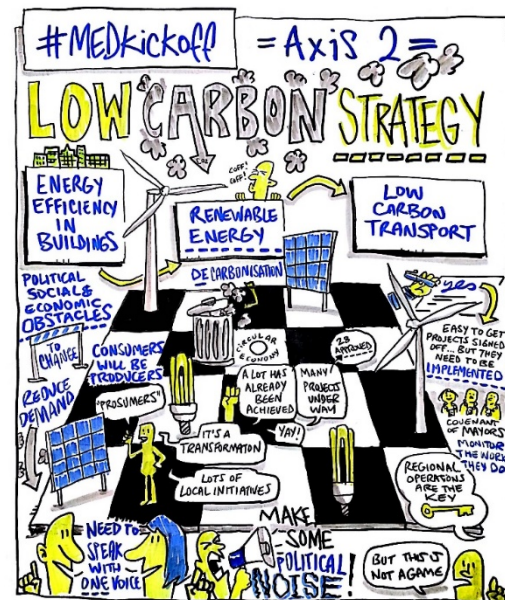 #MEDkickoff
= Axis 2 =
LOW CARBON STRATEGY
CO2
COFF!
COFF!
ENERGY
EFFICIENCY
IN
BUILDINGS
RENEWABLE
ENERGY
LOW
CARBON
TRANSPORT
DECARBONISATION
POLITICAL
SOCIAL &
ECONOMIC
OBSTACLES
TO
CHANGE
REDUCE
DEMAND
CONSUMERS
WILL BE
PRODUCERS
"PROSUMERS"
CIRCULAR
ECONOMY
28
APPROVED
yes
EASY TO GET
PROJECTS SIGNED
OFF... BUT THEY
NEED TO BE
IMPLEMENTED
A LOT HAS
ALREADY
BEEN
ACHIEVED
MANY
PROJECTS
UNDER
WAY
YAY!
IT'S A
TRANSFORMATON
LOTS OF
LOCAL INITIATIVES
COVENANT
OF MAYORS
MONITOR
THE WORK
THEY DO
REGIONAL
OPERATIONS
ARE THE
KEY
NEED TO
SPEAK
WITH
ONE VOICE
MAKE
SOME
POLITICAL
NOISE!
BUT THIS IS
NOT A GAME